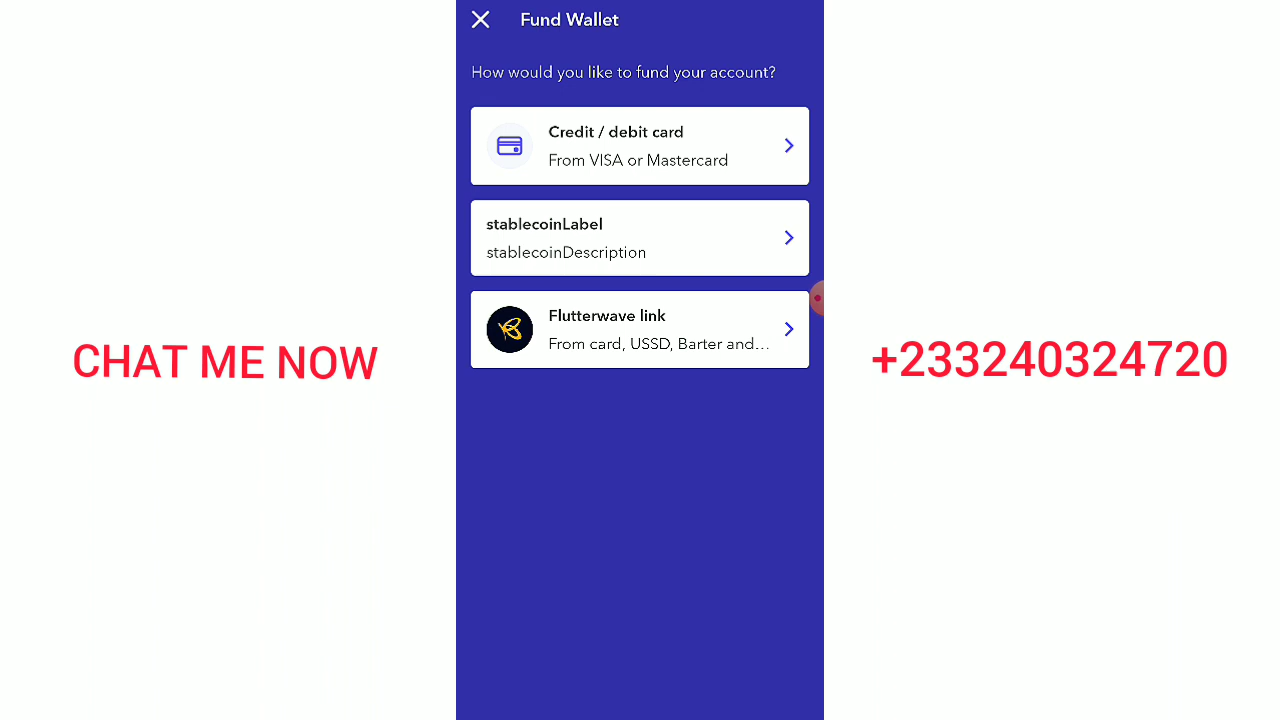 Fund Wallet
How would you like to fund your account?
Credit / debit card
From VISA or Mastercard
stablecoinLabel
stablecoinDescription
Flutterwave link
From card, USSD, Barter and...
CHAT ME NOW
+233240324720